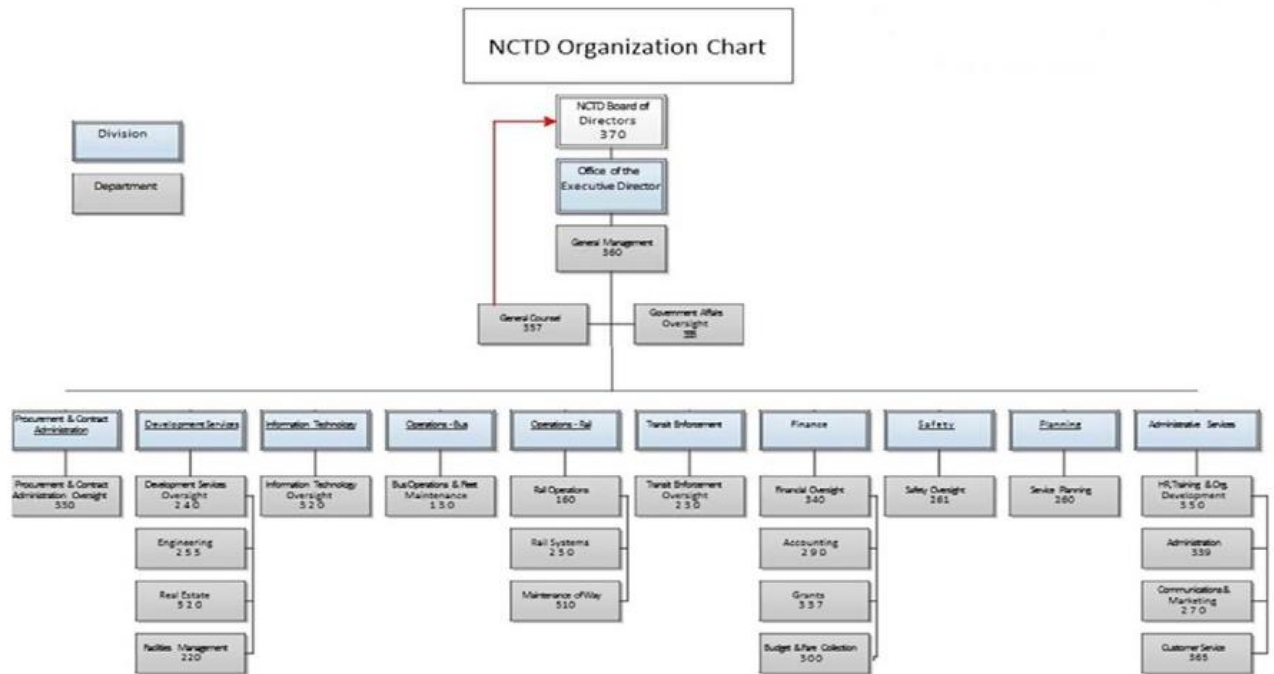 NCTD Organization Chart
Division
Department
NCTD Board of
Directors
370
Office of the
Executive Director
General Management
360
General Counsel
357
Government Affairs
Oversight
Procurement & Contract
Administration
Procurement & Contract
Administration Oversight
330
Development Services
Development Services
Oversight
240
Engineering
255
Real Estate
320
Facilities Management
220
Information Technology
Information Technology
Oversight
320
Operations - Bus
Bus Operations & Fleet
Maintenance
130
Operations - Rail
Rail Operations
160
Rail Systems
250
Maintenance of Way
310
Transit Enforcement
Transit Enforcement
Oversight
230
Finance
Financial Oversight
340
Accounting
290
Grants
337
Budget & Fare Collection
300
Safety
Safety Oversight
261
Planning
Service Planning
260
Administrative Services
HR, Training & Org.
Development
350
Administration
339
Communications &
Marketing
270
Customer Service
365